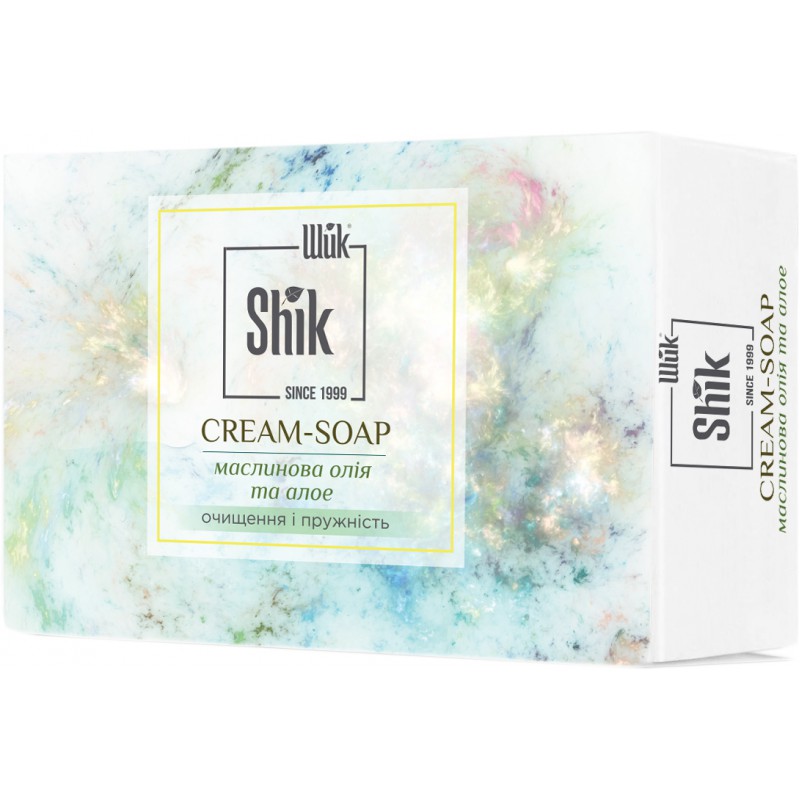 Шик®
Shik
SINCE 1999
CREAM-SOAP
маслинова олія
та алое
очищення і пружність
Шик®
Shik
SINCE 1999
CREAM-SOAP
маслинова олія та алое